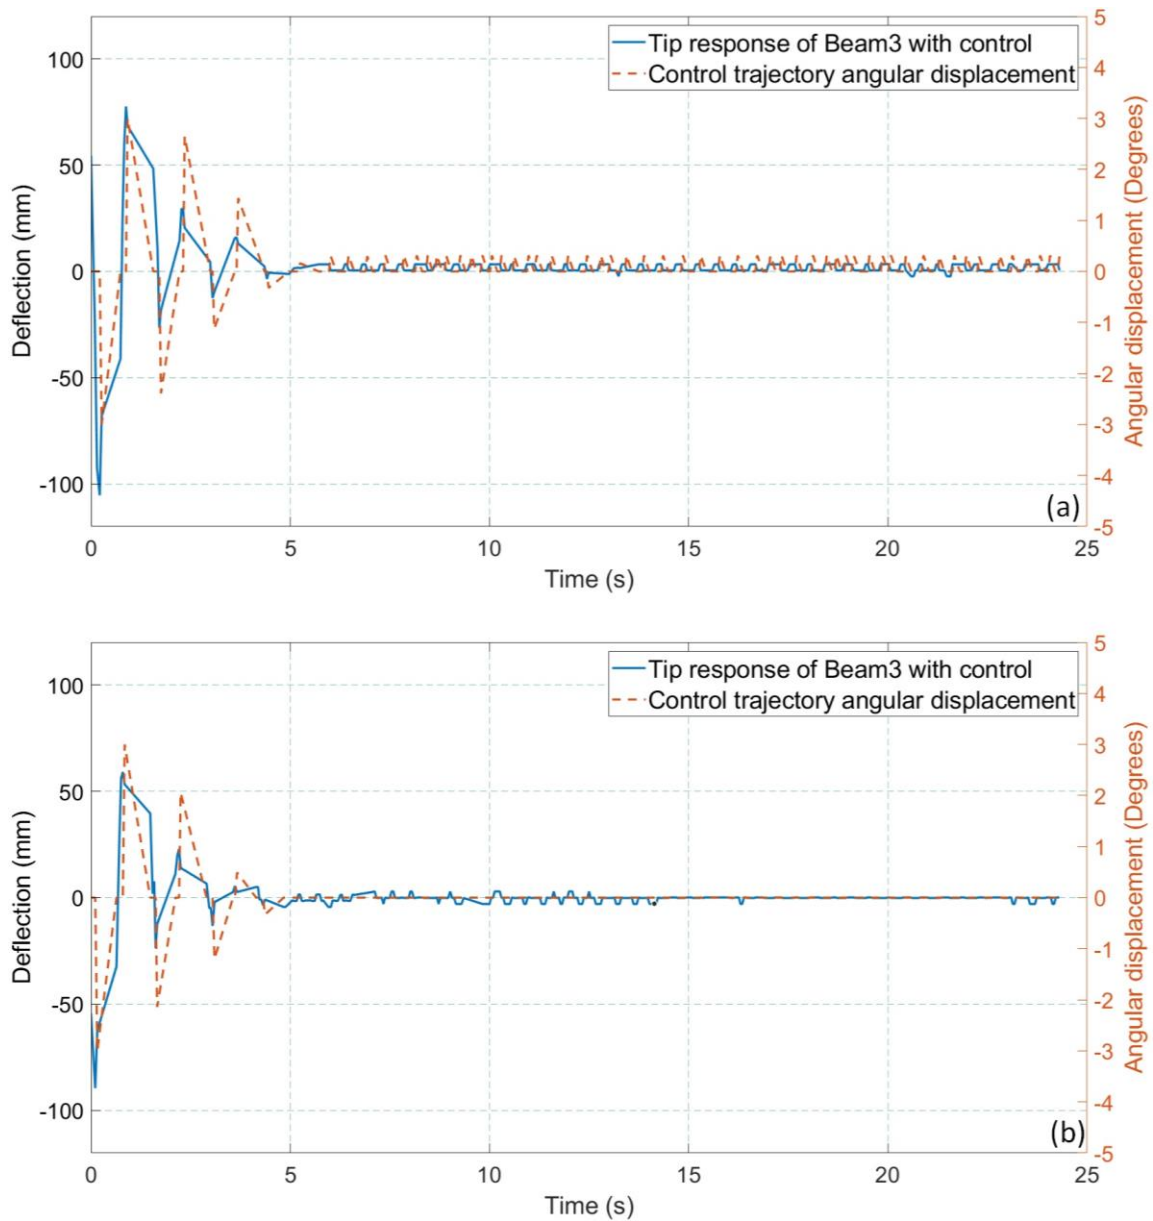 Tip response of Beam3 with control
Control trajectory angular displacement
100
50
0
-50
-100
Deflection (mm)
5
4
3
2
1
0
-1
-2
-3
-4
-5
Angular displacement (Degrees)
(a)
0 5 10 15 20 25
Time (s)
Tip response of Beam3 with control
Control trajectory angular displacement
100
50
0
-50
-100
Deflection (mm)
5
4
3
2
1
0
-1
-2
-3
-4
-5
Angular displacement (Degrees)
(b)
0 5 10 15 20 25
Time (s)